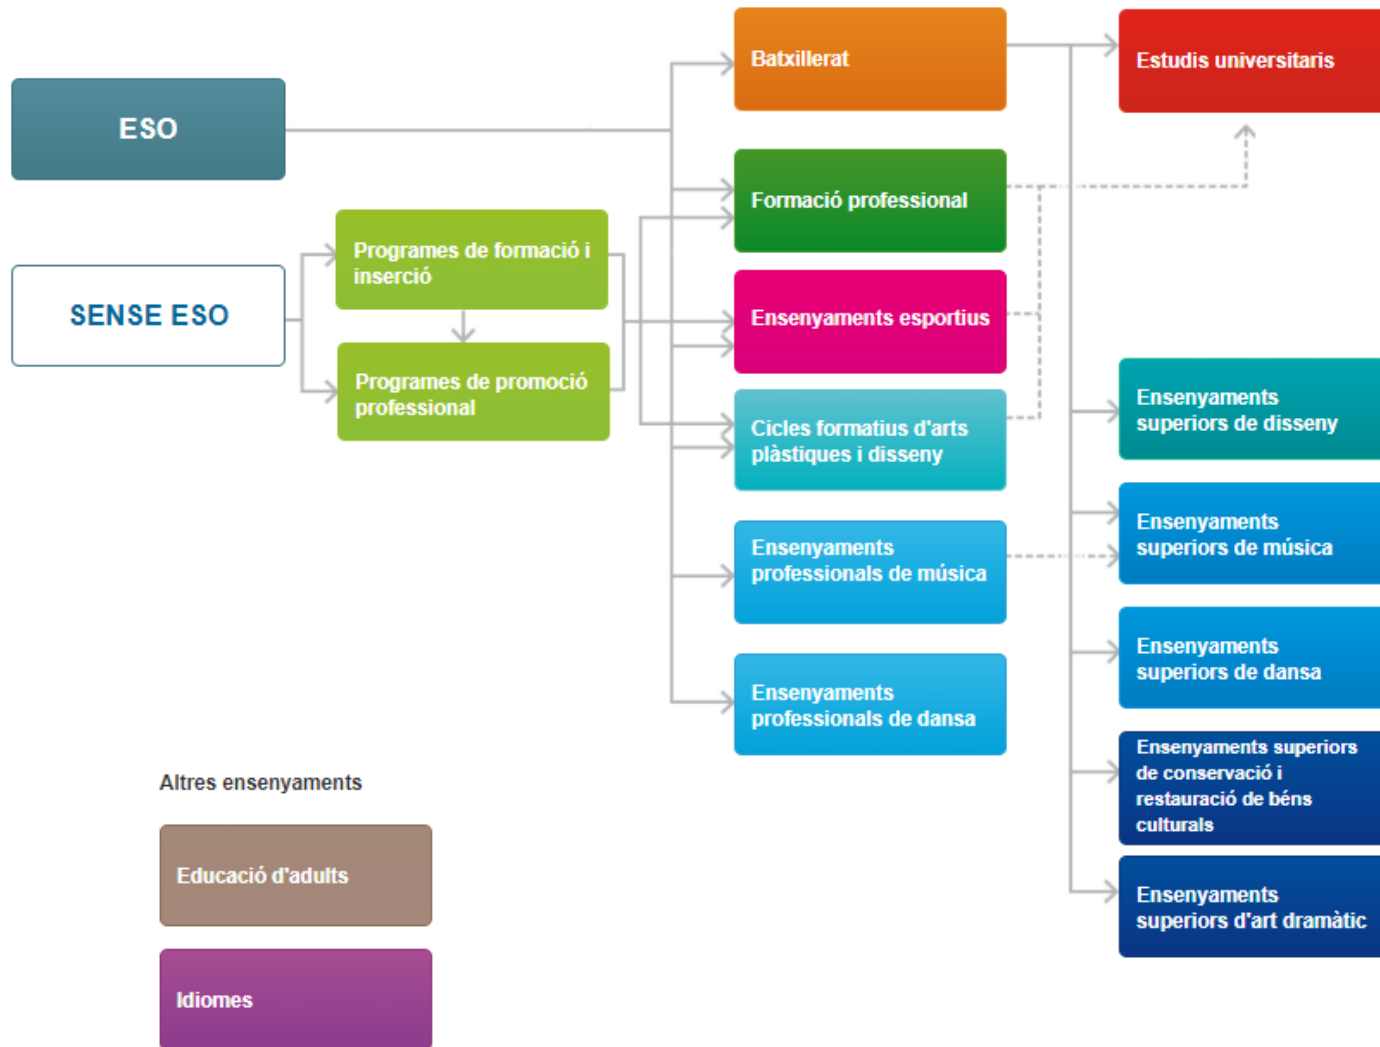 ESO
SENSE ESO
Programes de formació i
inserció
Programes de promoció
professional
Batxillerat
Formació professional
Ensenyaments esportius
Cicles formatius d'arts
plàstiques i disseny
Ensenyaments
professionals de música
Ensenyaments
professionals de dansa
Estudis universitaris
Ensenyaments
superiors de disseny
Ensenyaments
superiors de música
Ensenyaments
superiors de dansa
Ensenyaments superiors
de conservació i
restauració de béns
culturals
Ensenyaments
superiors d'art dramàtic
Altres ensenyaments
Educació d'adults
Idiomes